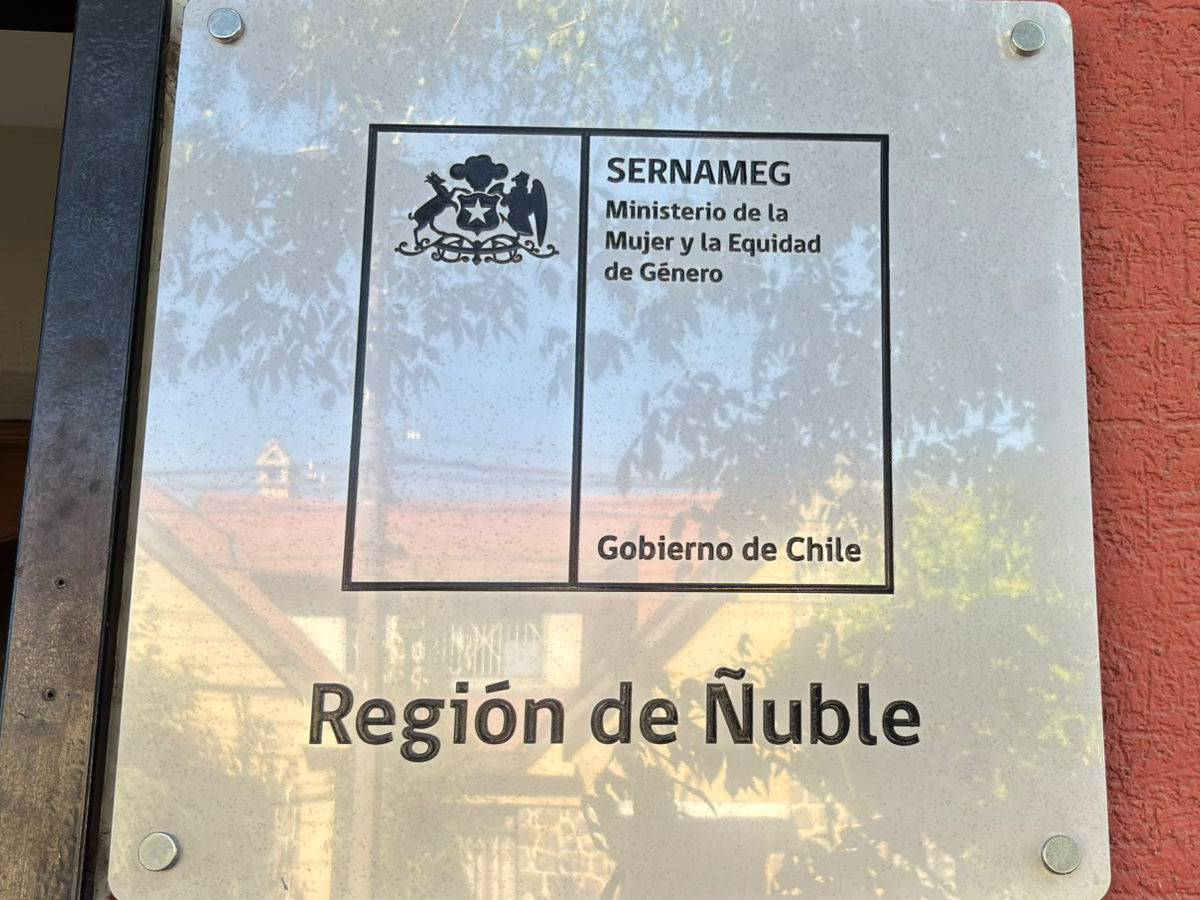 SERNAMEG
Ministerio de la
Mujer y la Equidad
de Género
Gobierno de Chile
Región de Ñuble